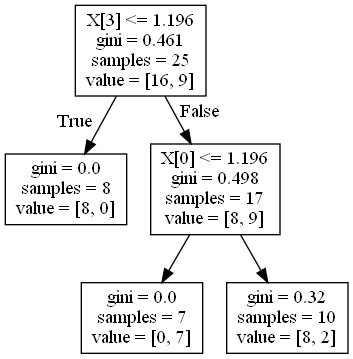 X[3] <= 1.196
gini = 0.461
samples = 25
value = [16, 9]
True
False
gini = 0.0
samples = 8
value = [8, 0]
X[0] <= 1.196
gini = 0.498
samples = 17
value = [8, 9]
gini = 0.0
samples = 7
value = [0, 7]
gini = 0.32
samples = 10
value = [8, 2]